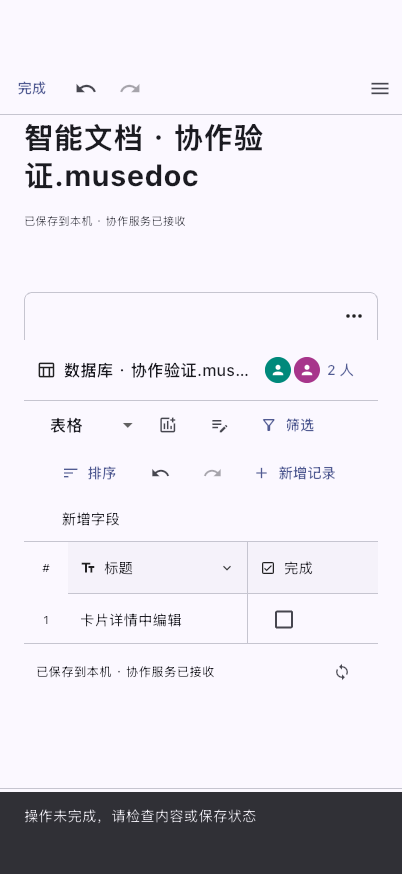 完成
智能文档 · 协作验
证.musedoc
已保存到本机 · 协作服务已接收
数据库 · 协作验证.mus... 2 人
表格 筛选
排序 新增记录
新增字段
# 标题 完成
1 卡片详情中编辑
已保存到本机 · 协作服务已接收
操作未完成，请检查内容或保存状态